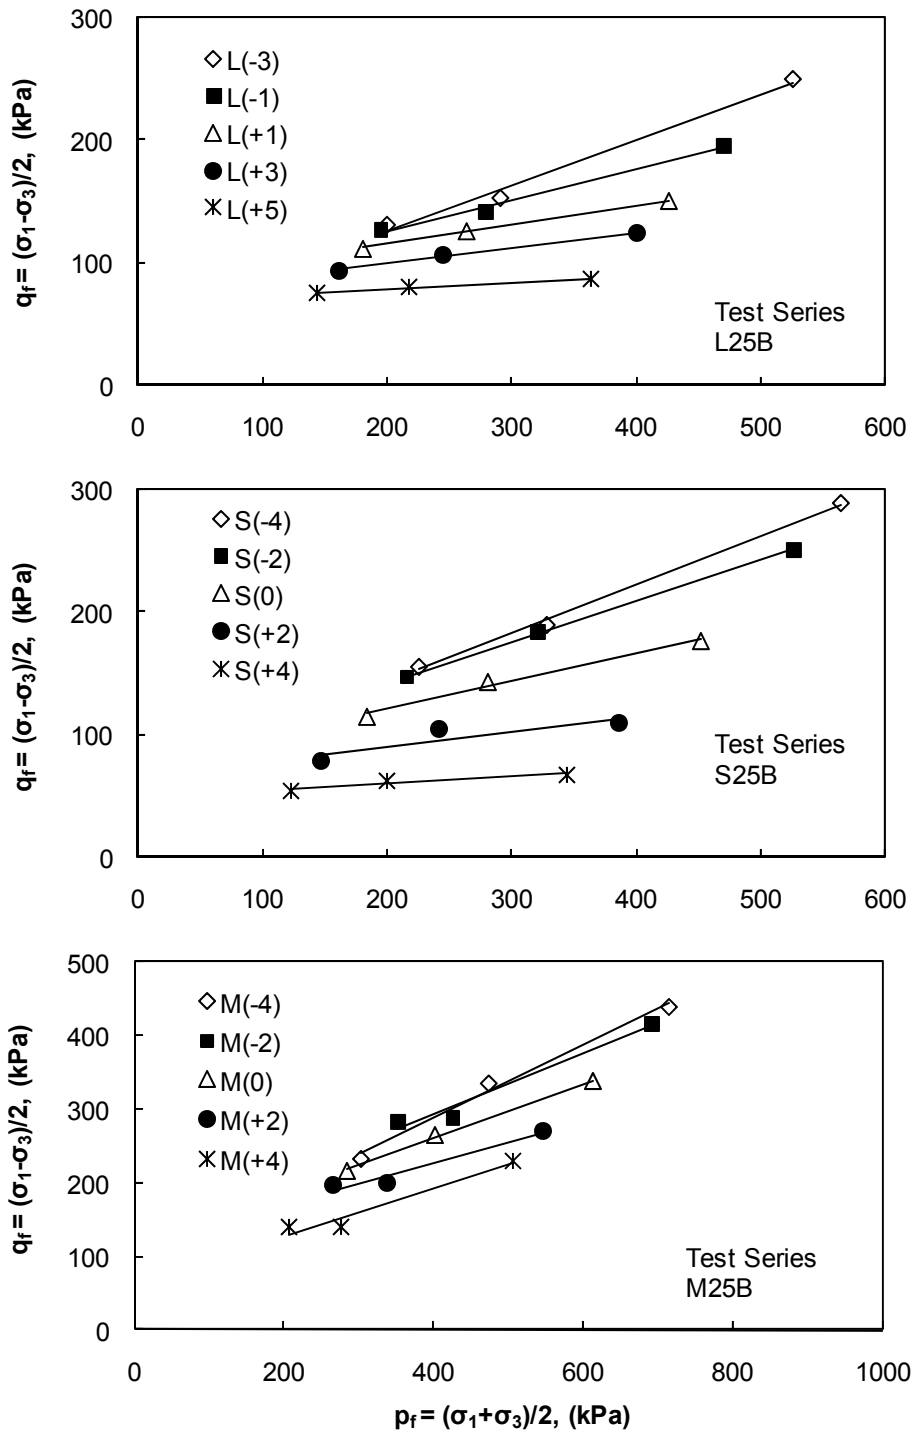 300
200
100
0
q_f = (σ₁-σ₃)/2, (kPa)
L(-3)
L(-1)
L(+1)
L(+3)
L(+5)
Test Series
L25B
0 100 200 300 400 500 600
300
200
100
0
q_f = (σ₁-σ₃)/2, (kPa)
S(-4)
S(-2)
S(0)
S(+2)
S(+4)
Test Series
S25B
0 100 200 300 400 500 600
500
400
300
200
100
0
q_f = (σ₁-σ₃)/2, (kPa)
M(-4)
M(-2)
M(0)
M(+2)
M(+4)
Test Series
M25B
0 200 400 600 800 1000
p_f = (σ₁+σ₃)/2, (kPa)